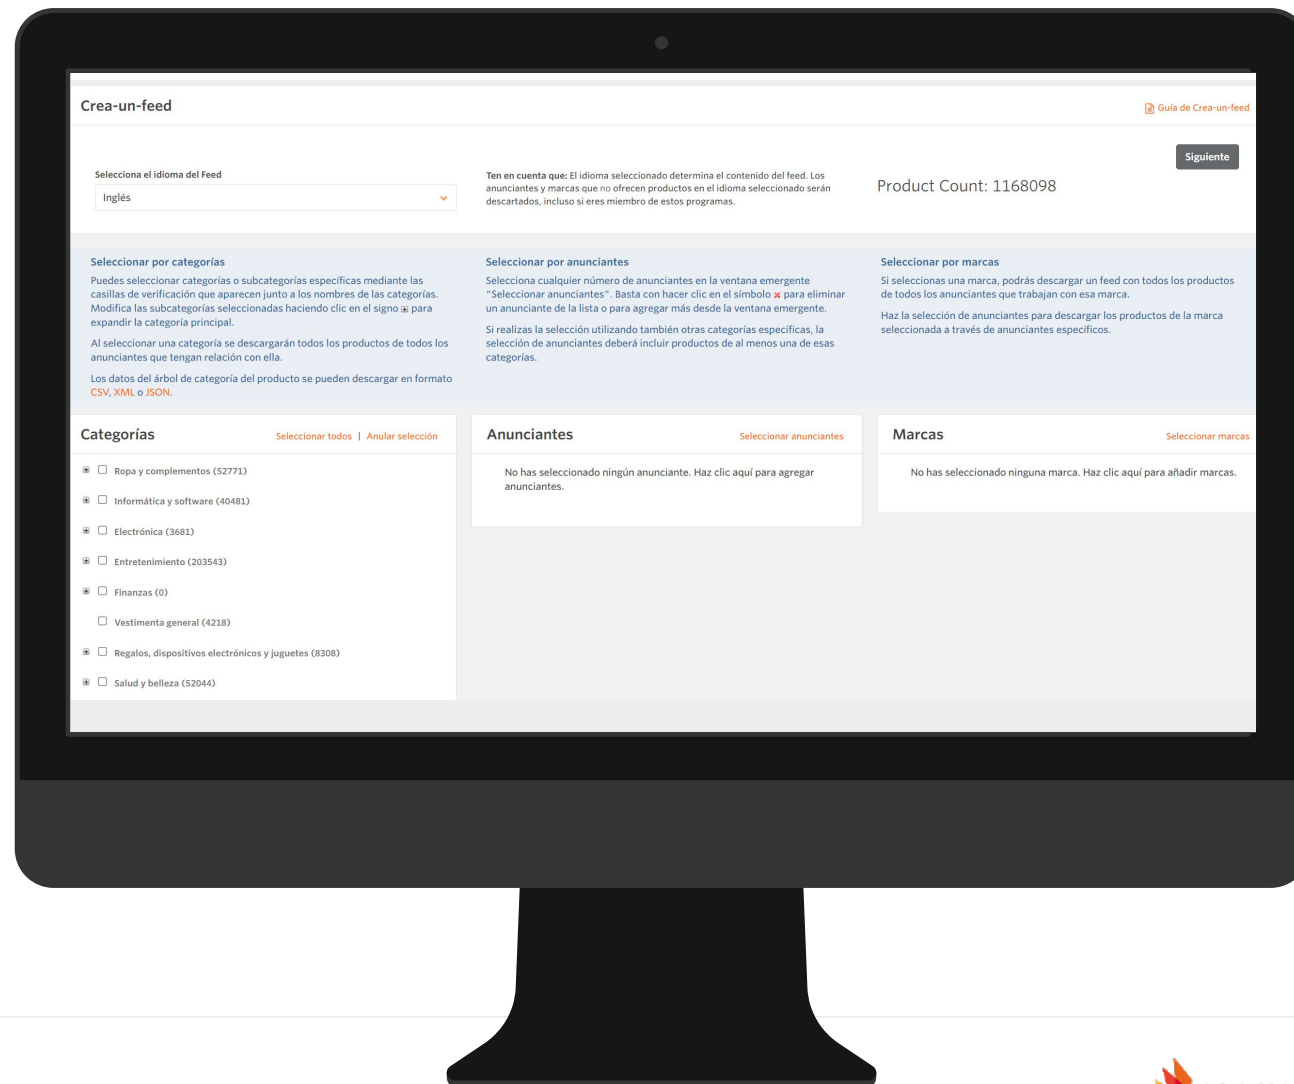 Crea-un-feed
Guía de Crea-un-feed
Siguiente
Selecciona el idioma del Feed
Inglés
Ten en cuenta que: El idioma seleccionado determina el contenido del feed. Los
anunciantes y marcas que no ofrecen productos en el idioma seleccionado serán
descartados, incluso si eres miembro de estos programas.
Product Count: 1168098
Seleccionar por categorías
Puedes seleccionar categorías o subcategorías específicas mediante las
casillas de verificación que aparecen junto a los nombres de las categorías.
Modifica las subcategorías seleccionadas haciendo clic en el signo + para
expandir la categoría principal.
Al seleccionar una categoría se descargarán todos los productos de todos los
anunciantes que tengan relación con ella.
Los datos del árbol de categoría del producto se pueden descargar en formato
CSV, XML o JSON.
Seleccionar por anunciantes
Selecciona cualquier número de anunciantes en la ventana emergente
"Seleccionar anunciantes". Basta con hacer clic en el símbolo x para eliminar
un anunciante de la lista o para agregar más desde la ventana emergente.
Si realizas la selección utilizando también otras categorías específicas, la
selección de anunciantes deberá incluir productos de al menos una de esas
categorías.
Seleccionar por marcas
Si seleccionas una marca, podrás descargar un feed con todos los productos
de todos los anunciantes que trabajan con esa marca.
Haz la selección de anunciantes para descargar los productos de la marca
seleccionada a través de anunciantes específicos.
Categorías
Seleccionar todos | Anular selección
Ropa y complementos (52771)
Informática y software (40481)
Electrónica (3681)
Entretenimiento (203543)
Finanzas (0)
Vestimenta general (4218)
Regalos, dispositivos electrónicos y juguetes (8308)
Salud y belleza (52044)
Anunciantes
Seleccionar anunciantes
No has seleccionado ningún anunciante. Haz clic aquí para agregar
anunciantes.
Marcas
Seleccionar marcas
No has seleccionado ninguna marca. Haz clic aquí para añadir marcas.